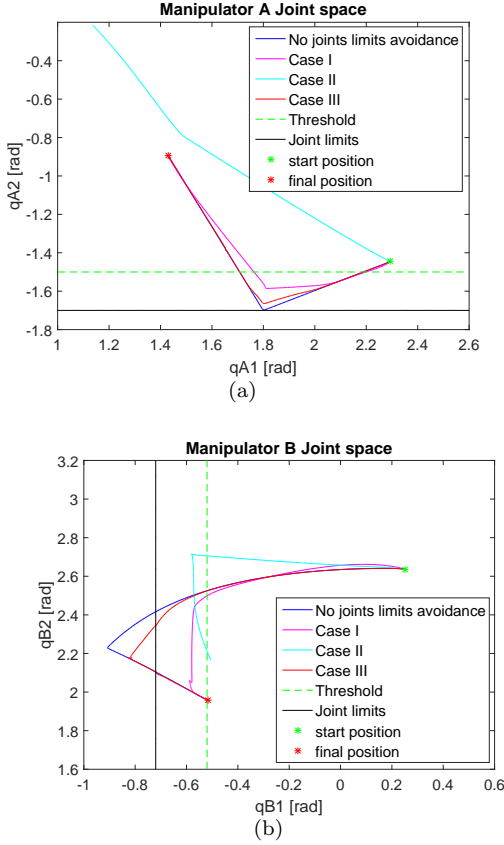 Manipulator A Joint space
-0.4
-0.6
-0.8
-1
-1.2
-1.4
-1.6
-1.8
qA2 [rad]
No joints limits avoidance
Case I
Case II
Case III
Threshold
Joint limits
start position
final position
1 1.2 1.4 1.6 1.8 2 2.2 2.4 2.6
qA1 [rad]
(a)
Manipulator B Joint space
3.2
3
2.8
2.6
2.4
2.2
2
1.8
1.6
qB2 [rad]
No joints limits avoidance
Case I
Case II
Case III
Threshold
Joint limits
start position
final position
-1 -0.8 -0.6 -0.4 -0.2 0 0.2 0.4 0.6
qB1 [rad]
(b)